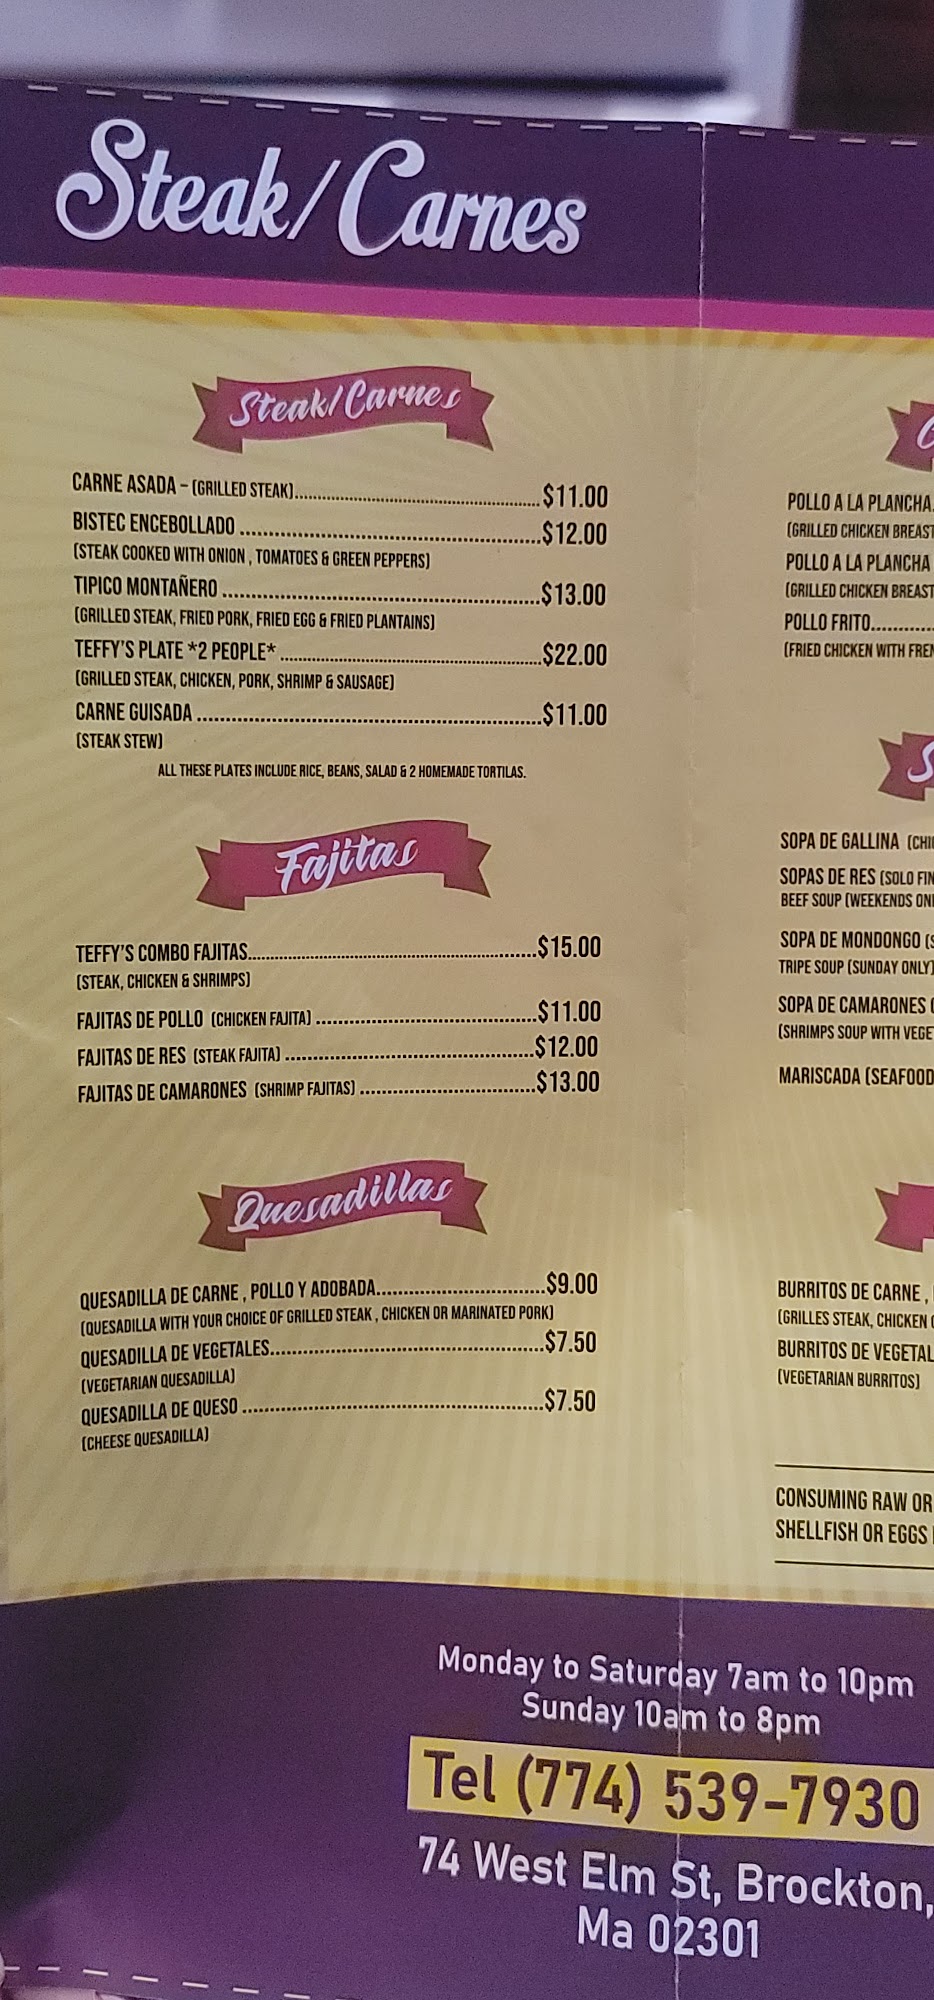 Steak/Carnes
Steak/Carnes
CARNE ASADA - (GRILLED STEAK)..........$11.00
BISTEC ENCEBOLLADO..........$12.00
(STEAK COOKED WITH ONION , TOMATOES & GREEN PEPPERS)
TIPICO MONTAÑERO..........$13.00
(GRILLED STEAK, FRIED PORK, FRIED EGG & FRIED PLANTAINS)
TEFFY'S PLATE *2 PEOPLE*..........$22.00
(GRILLED STEAK, CHICKEN, PORK, SHRIMP & SAUSAGE)
CARNE GUISADA..........$11.00
(STEAK STEW)
ALL THESE PLATES INCLUDE RICE, BEANS, SALAD & 2 HOMEMADE TORTILAS.
Fajitas
TEFFY'S COMBO FAJITAS..........$15.00
(STEAK, CHICKEN & SHRIMPS)
FAJITAS DE POLLO (CHICKEN FAJITA)..........$11.00
FAJITAS DE RES (STEAK FAJITA)..........$12.00
FAJITAS DE CAMARONES (SHRIMP FAJITAS)..........$13.00
Quesadillas
QUESADILLA DE CARNE , POLLO Y ADOBADA..........$9.00
(QUESADILLA WITH YOUR CHOICE OF GRILLED STEAK , CHICKEN OR MARINATED PORK)
QUESADILLA DE VEGETALES..........$7.50
(VEGETARIAN QUESADILLA)
QUESADILLA DE QUESO..........$7.50
(CHEESE QUESADILLA)
POLLO A LA PLANCHA
(GRILLED CHICKEN BREAST
POLLO A LA PLANCHA
(GRILLED CHICKEN BREAST
POLLO FRITO..........
(FRIED CHICKEN WITH
SOPA DE GALLINA
SOPAS DE RES (SOLO
BEEF SOUP (WEEKENDS
SOPA DE MONDONGO
TRIPE SOUP (SUNDAY ONLY)
SOPA DE CAMARONES
(SHRIMPS SOUP WITH
MARISCADA (SEAFOOD
BURRITOS DE CARNE ,
(GRILLES STEAK, CHICKEN
BURRITOS DE
(VEGETARIAN BURRITOS)
CONSUMING RAW OR
SHELLFISH OR EGGS
Monday to Saturday 7am to 10pm
Sunday 10am to 8pm
Tel (774) 539-7930
74 West Elm St, Brockton,
Ma 02301